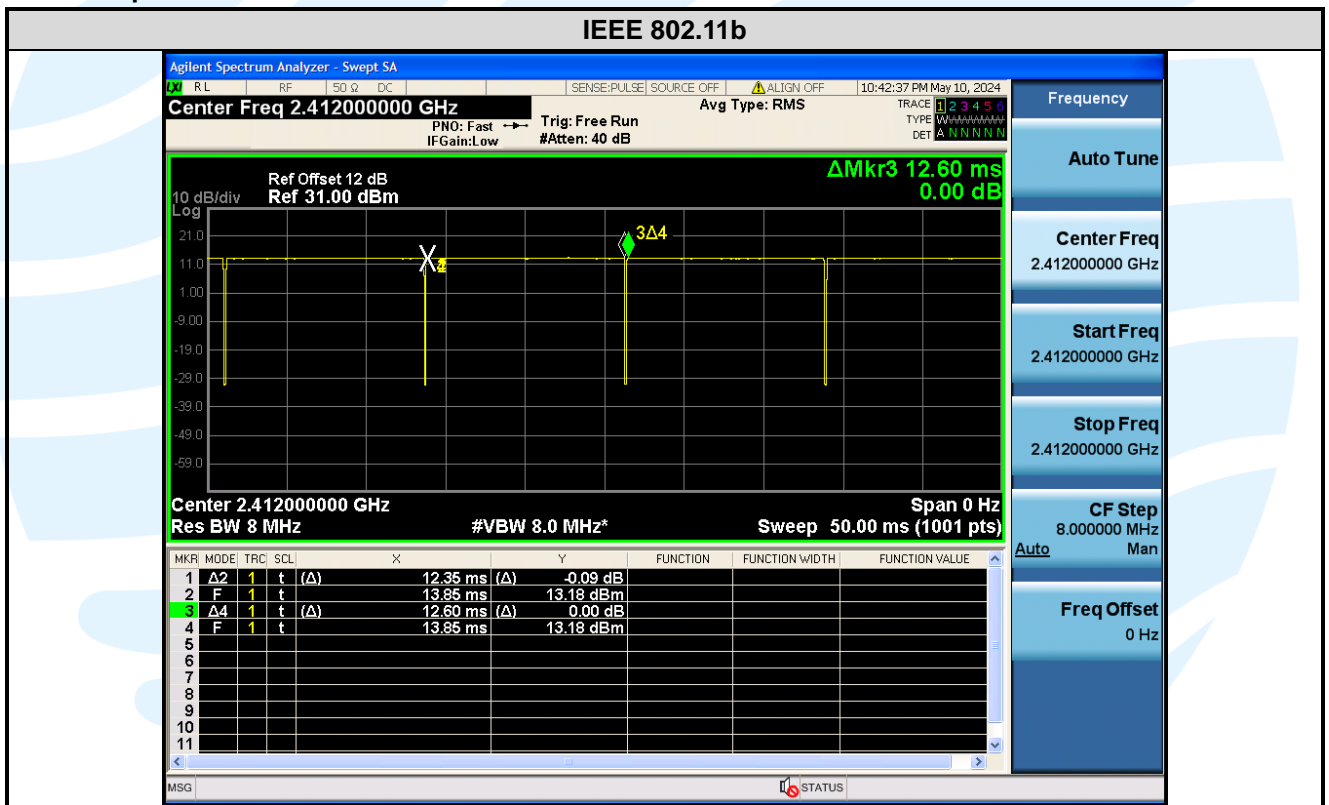 IEEE 802.11b
Agilent Spectrum Analyzer - Swept SA
LXI RL RF 50 Ω DC SENSE:PULSE SOURCE OFF ALIGN OFF 10:42:37 PM May 10, 2024
Center Freq 2.412000000 GHz
PNO: Fast
IFGain:Low
Trig: Free Run
#Atten: 40 dB
Avg Type: RMS
TRACE 1 2 3 4 5 6
TYPE
DET A N N N N N
ΔMkr3 12.60 ms
0.00 dB
Ref Offset 12 dB
10 dB/div Ref 31.00 dBm
Log
21.0
11.0
1.00
-9.00
-19.0
-29.0
-39.0
-49.0
-59.0
3Δ4
Center 2.412000000 GHz Span 0 Hz
Res BW 8 MHz #VBW 8.0 MHz* Sweep 50.00 ms (1001 pts)
MKR MODE TRC SCL X Y FUNCTION FUNCTION WIDTH FUNCTION VALUE
1 Δ2 1 t (Δ) 12.35 ms (Δ) -0.09 dB
2 F 1 t 13.85 ms 13.18 dBm
3 Δ4 1 t (Δ) 12.60 ms (Δ) 0.00 dB
4 F 1 t 13.85 ms 13.18 dBm
5
6
7
8
9
10
11
MSG STATUS
Frequency
Auto Tune
Center Freq
2.412000000 GHz
Start Freq
2.412000000 GHz
Stop Freq
2.412000000 GHz
CF Step
8.000000 MHz
Auto Man
Freq Offset
0 Hz